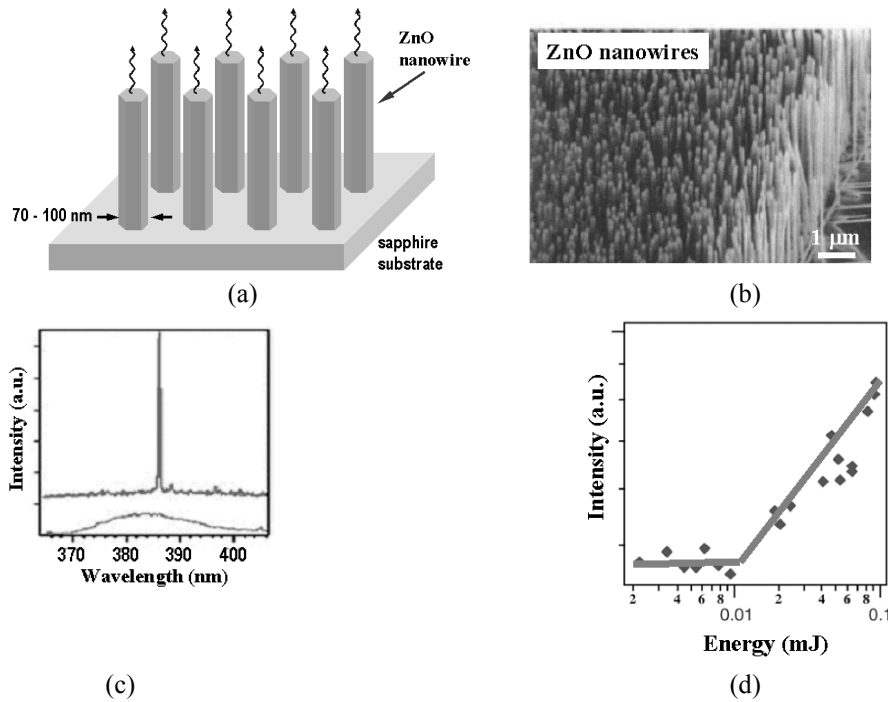 ZnO
nanowire
70 - 100 nm
sapphire
substrate
(a)
ZnO nanowires
1 µm
(b)
Intensity (a.u.)
370 380 390 400
Wavelength (nm)
(c)
Intensity (a.u.)
2 4 6 8 2 4 6 8
0.01 0.1
Energy (mJ)
(d)